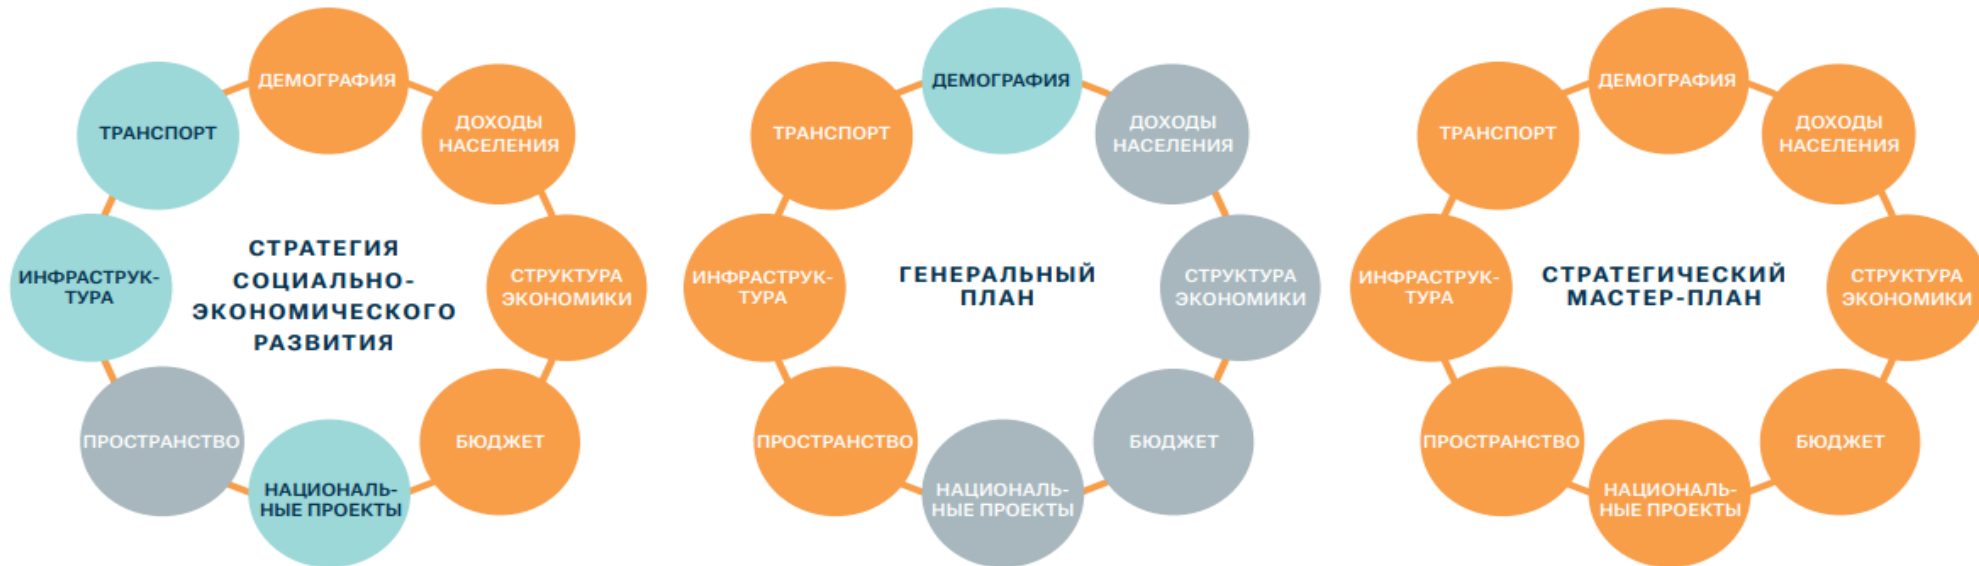 ДЕМОГРАФИЯ
ДОХОДЫ
НАСЕЛЕНИЯ
СТРУКТУРА
ЭКОНОМИКИ
БЮДЖЕТ
НАЦИОНАЛЬ-
НЫЕ ПРОЕКТЫ
ПРОСТРАНСТВО
ИНФРАСТРУК-
ТУРА
ТРАНСПОРТ
СТРАТЕГИЯ
СОЦИАЛЬНО-
ЭКОНОМИЧЕСКОГО
РАЗВИТИЯ
ДЕМОГРАФИЯ
ДОХОДЫ
НАСЕЛЕНИЯ
СТРУКТУРА
ЭКОНОМИКИ
БЮДЖЕТ
НАЦИОНАЛЬ-
НЫЕ ПРОЕКТЫ
ПРОСТРАНСТВО
ИНФРАСТРУК-
ТУРА
ТРАНСПОРТ
ГЕНЕРАЛЬНЫЙ
ПЛАН
ДЕМОГРАФИЯ
ДОХОДЫ
НАСЕЛЕНИЯ
СТРУКТУРА
ЭКОНОМИКИ
БЮДЖЕТ
НАЦИОНАЛЬ-
НЫЕ ПРОЕКТЫ
ПРОСТРАНСТВО
ИНФРАСТРУК-
ТУРА
ТРАНСПОРТ
СТРАТЕГИЧЕСКИЙ
МАСТЕР-ПЛАН